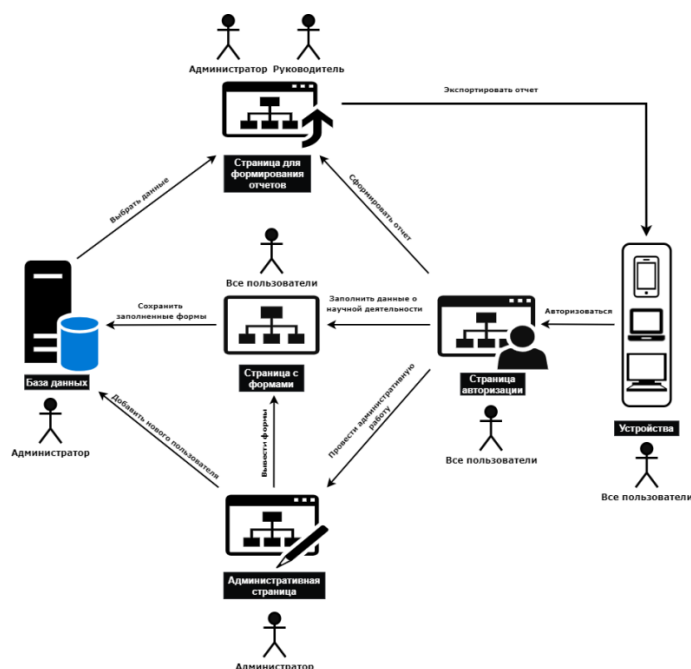 Администратор Руководитель
Экспортировать отчет
Страница для
формирования
отчетов
Выбрать данные
Сформировать отчет
Все пользователи
Сохранить
заполненные формы
Заполнить данные о
научной деятельности
Авторизоваться
База данных
Страница с
формами
Страница
авторизации
Устройства
Администратор
Добавить нового пользователя
Вывести формы
Провести административную
работу
Все пользователи
Все пользователи
Административная
страница
Администратор